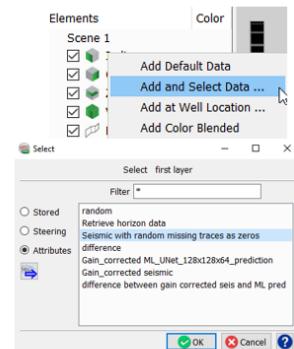 Elements Color
Scene 1
Add Default Data
Add and Select Data ...
Add at Well Location ...
Add Color Blended
Select
Select first layer
Filter *
Stored
Steering
Attributes
random
Retrieve horizon data
Seismic with random missing traces as zeros
difference
Gain_corrected ML_UNet_128x128x64_prediction
Gain_corrected seismic
difference between gain corrected seis and ML pred
OK Cancel ?